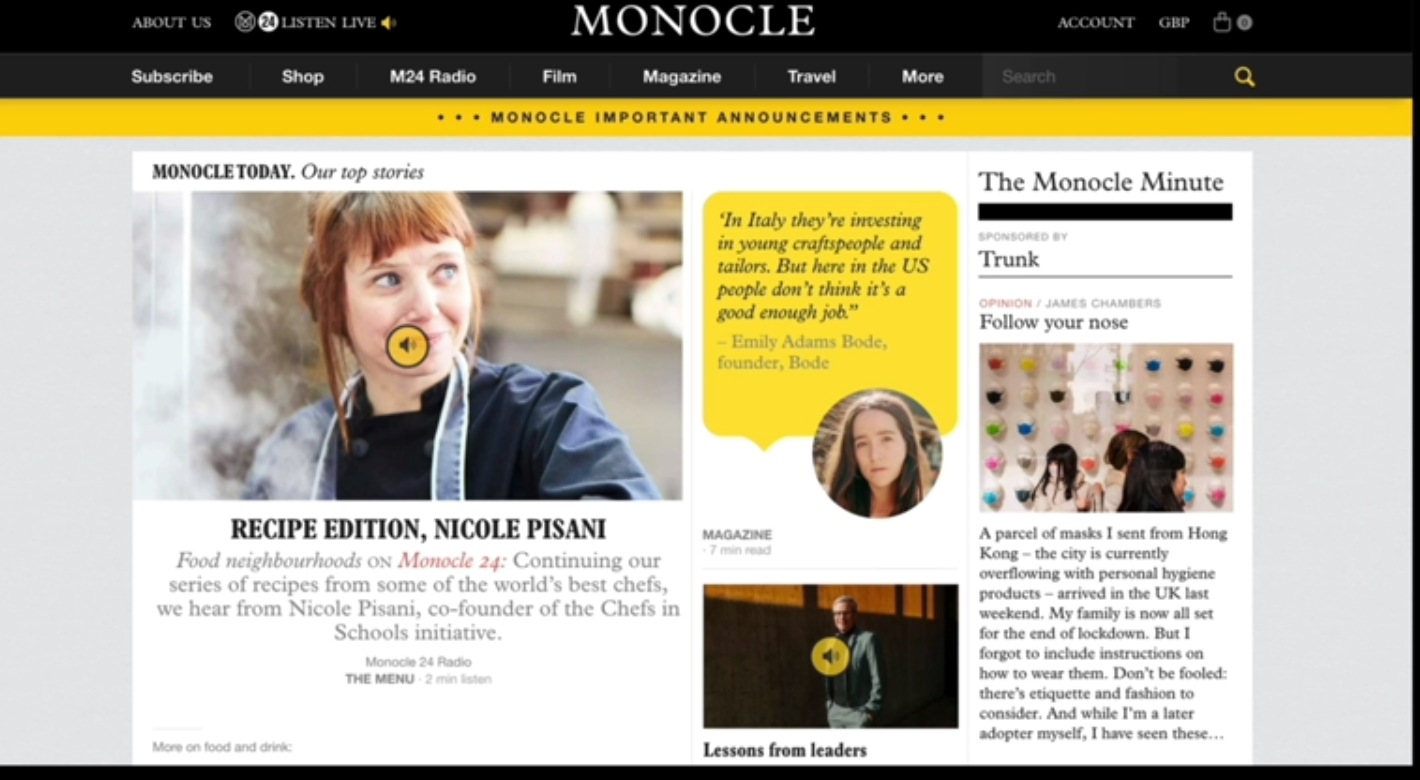 ABOUT US
24 LISTEN LIVE
MONOCLE
ACCOUNT
GBP
0
Subscribe
Shop
M24 Radio
Film
Magazine
Travel
More
Search
• • • MONOCLE IMPORTANT ANNOUNCEMENTS • • •
MONOCLE TODAY. Our top stories
RECIPE EDITION, NICOLE PISANI
Food neighbourhoods ON Monocle 24: Continuing our
series of recipes from some of the world's best chefs,
we hear from Nicole Pisani, co-founder of the Chefs in
Schools initiative.
Monocle 24 Radio
THE MENU · 2 min listen
More on food and drink:
‘In Italy they’re investing
in young craftspeople and
tailors. But here in the US
people don’t think it’s a
good enough job.”
– Emily Adams Bode,
founder, Bode
MAGAZINE
· 7 min read
Lessons from leaders
The Monocle Minute
SPONSORED BY
Trunk
OPINION / JAMES CHAMBERS
Follow your nose
A parcel of masks I sent from Hong
Kong – the city is currently
overflowing with personal hygiene
products – arrived in the UK last
weekend. My family is now all set
for the end of lockdown. But I
forgot to include instructions on
how to wear them. Don’t be fooled:
there’s etiquette and fashion to
consider. And while I’m a later
adopter myself, I have seen these…